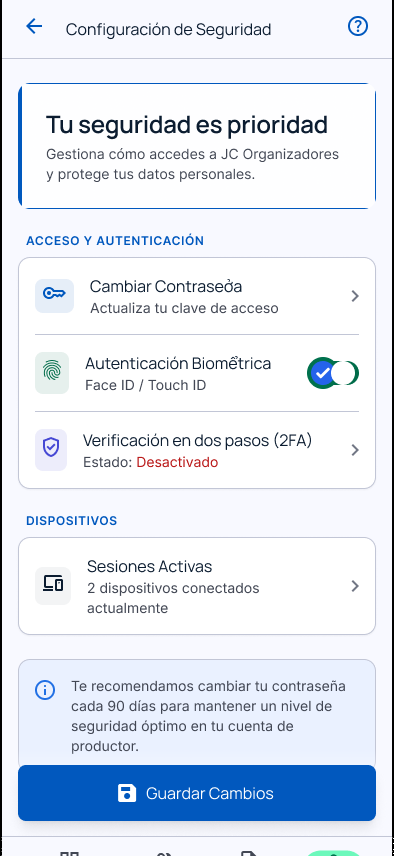 Configuración de Seguridad
Tu seguridad es prioridad
Gestiona cómo accedes a JC Organizadores
y protege tus datos personales.
ACCESO Y AUTENTICACIÓN
Cambiar Contraseña
Actualiza tu clave de acceso
Autenticación Biométrica
Face ID / Touch ID
Verificación en dos pasos (2FA)
Estado: Desactivado
DISPOSITIVOS
Sesiones Activas
2 dispositivos conectados
actualmente
Te recomendamos cambiar tu contraseña
cada 90 días para mantener un nivel de
seguridad óptimo en tu cuenta de
productor.
Guardar Cambios